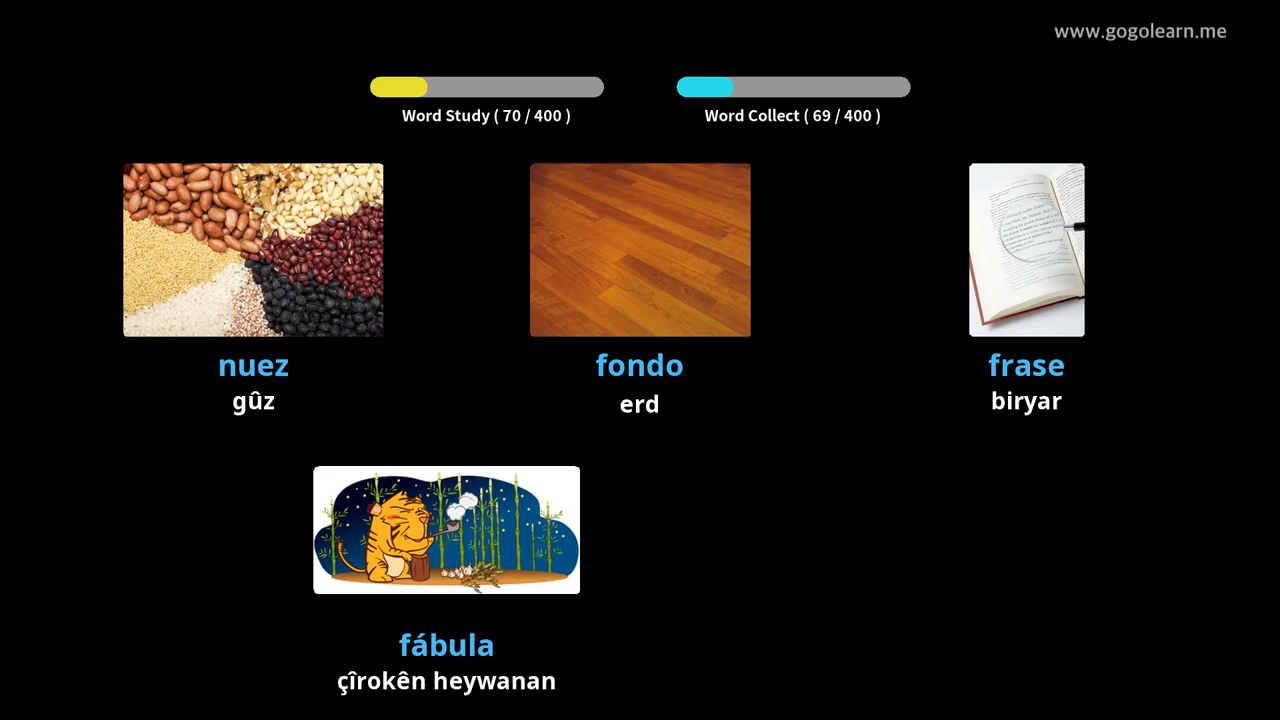 www.gogolearn.me
Word Study ( 70 / 400 )
Word Collect ( 69 / 400 )
nuez
gûz
fondo
erd
frase
biryar
fábula
çîrokên heywanan